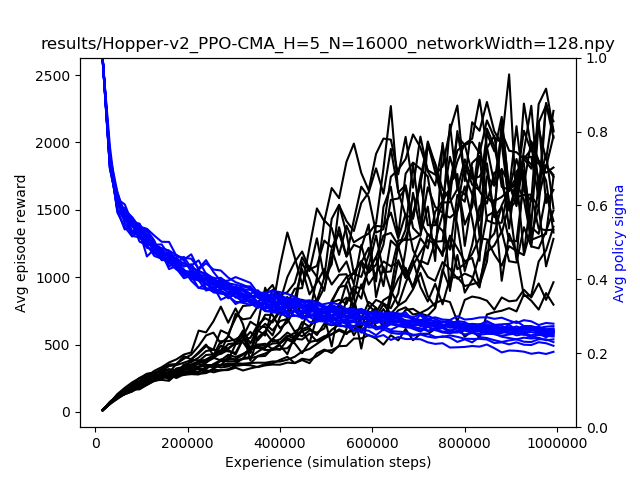 results/Hopper-v2_PPO-CMA_H=5_N=16000_networkWidth=128.npy
2500
2000
1500
1000
500
0
Avg episode reward
1.0
0.8
0.6
0.4
0.2
0.0
Avg policy sigma
0 200000 400000 600000 800000 1000000
Experience (simulation steps)